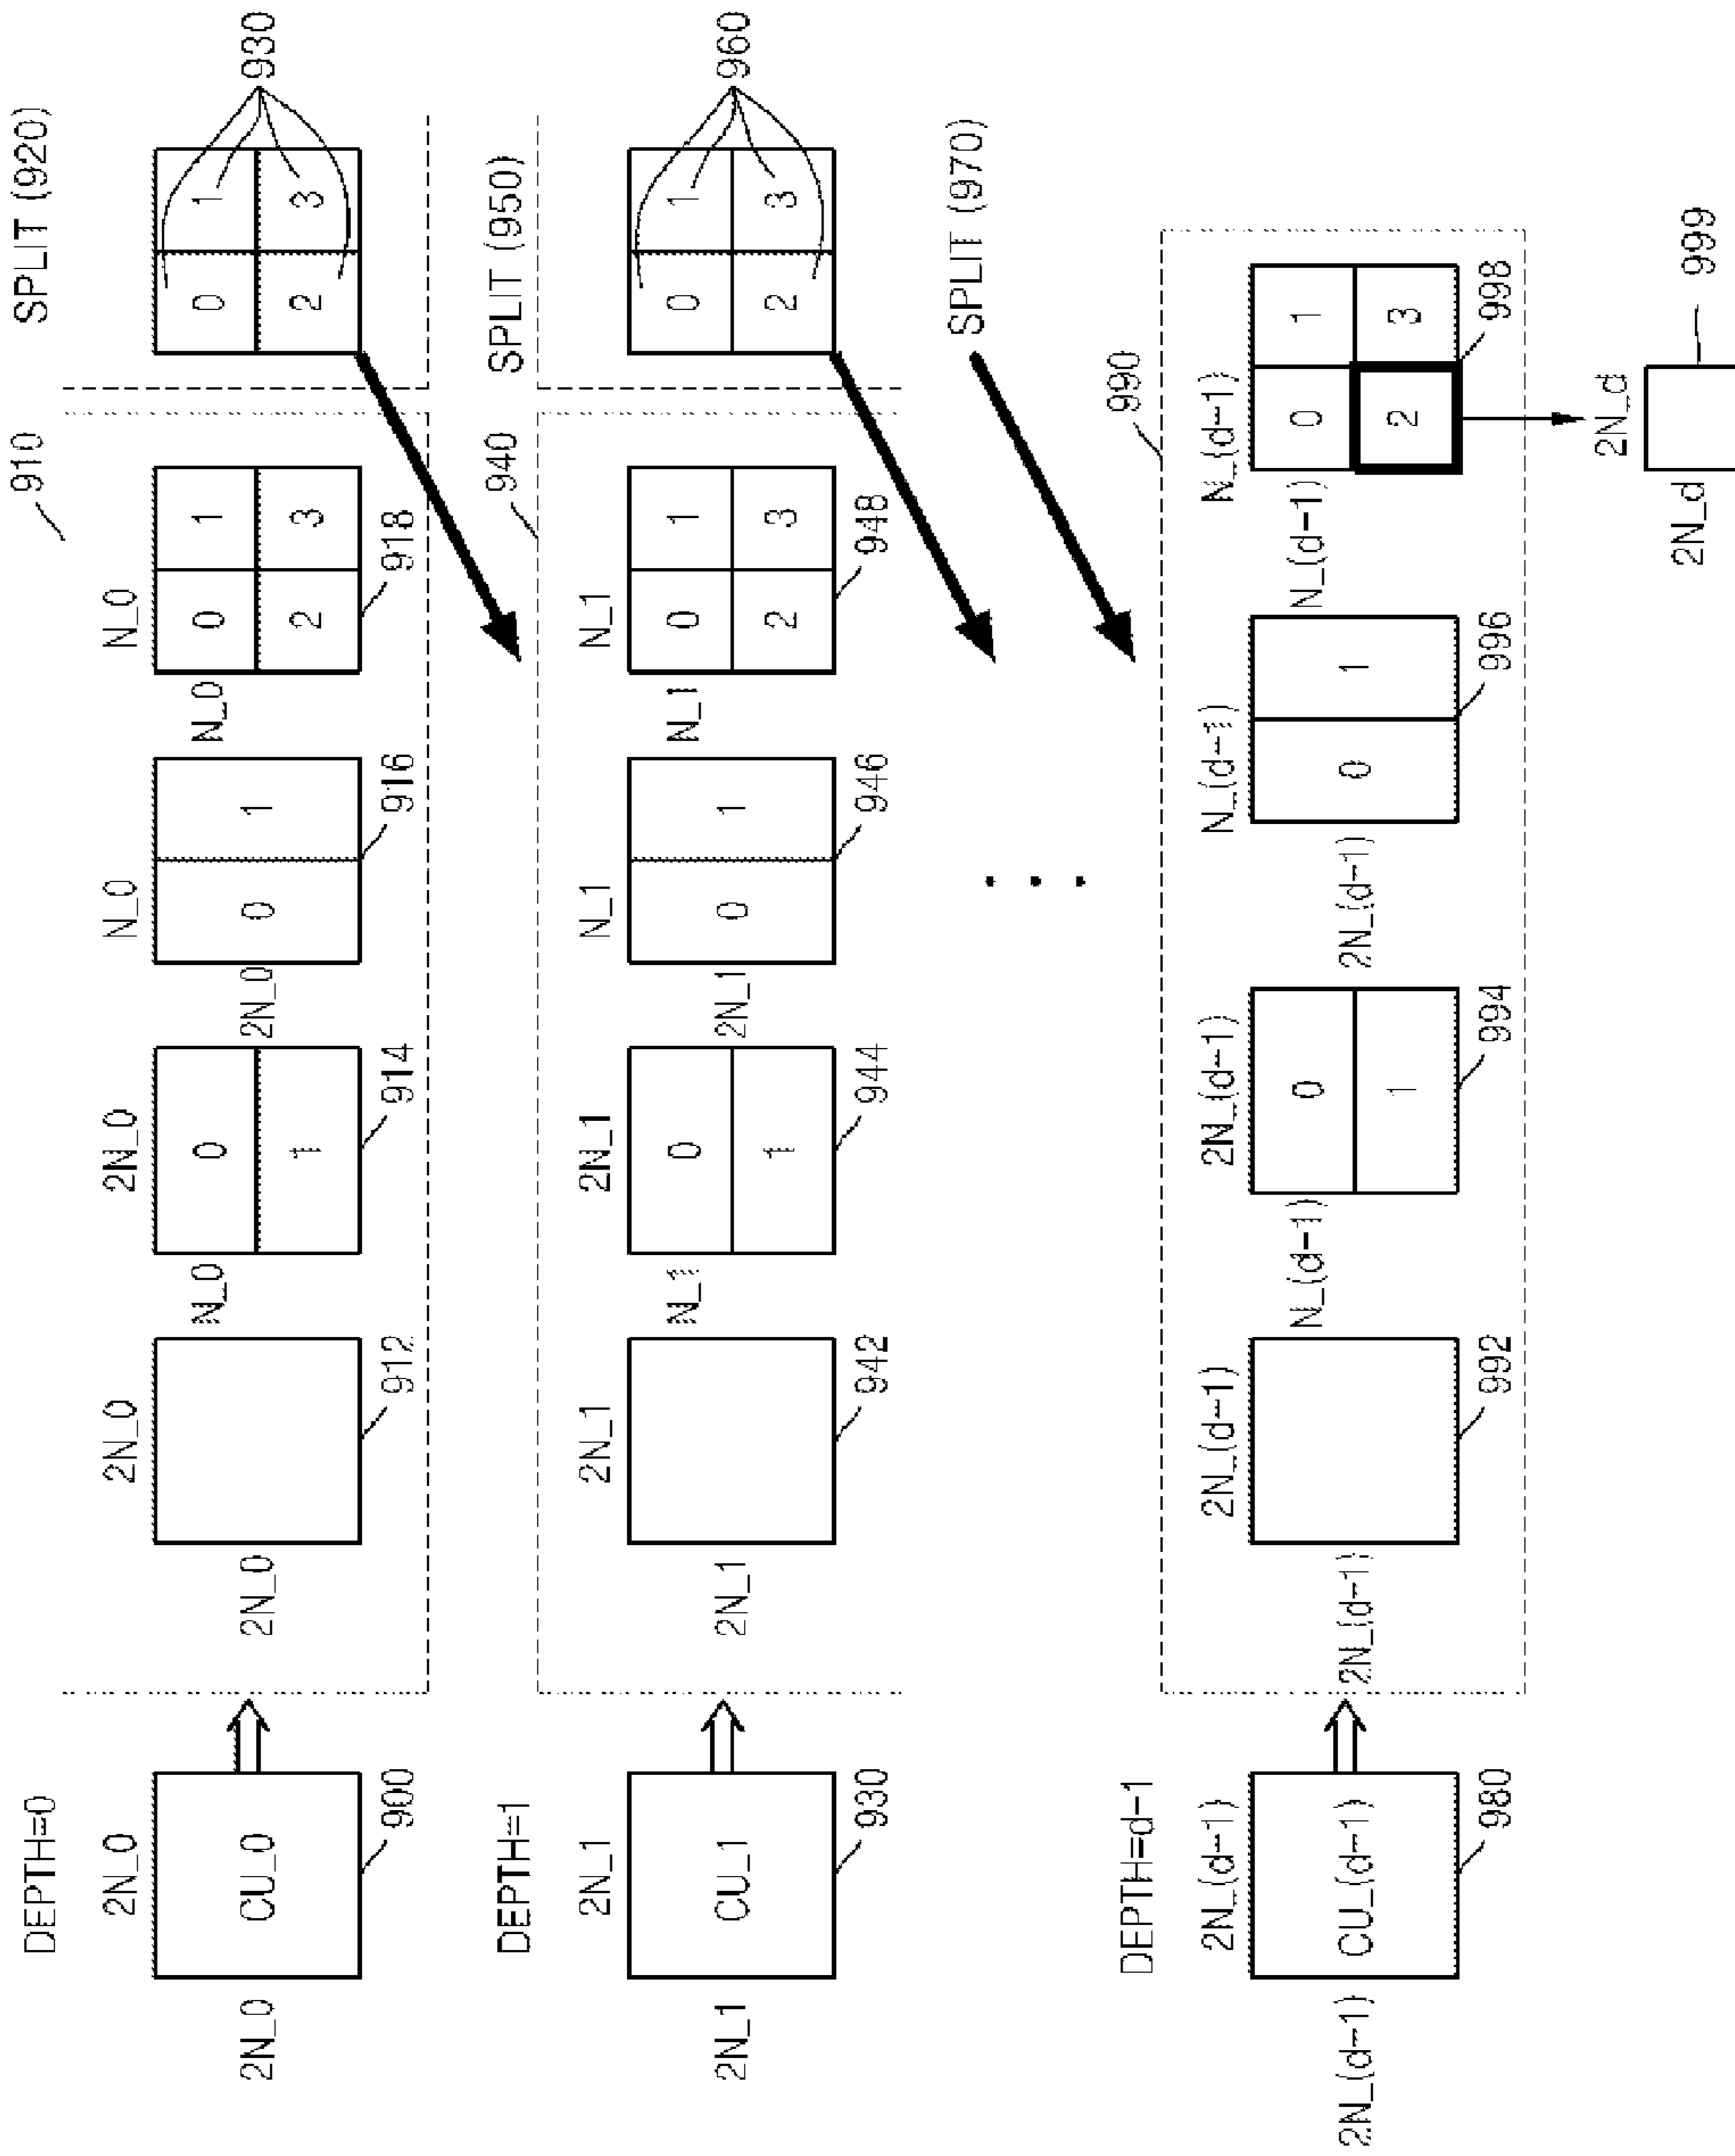 DEPTH=0
2N_0
2N_0
CU_0
900
910
2N_0
2N_0
912
2N_0
N_0
0
1
914
N_0
2N_0
0
1
916
N_0
N_0
0
1
2
3
918
SPLIT (920)
0
1
2
3
930
DEPTH=1
2N_1
2N_1
CU_1
930
940
2N_1
2N_1
942
2N_1
N_1
0
1
944
N_1
2N_1
0
1
946
N_1
N_1
0
1
2
3
948
SPLIT (950)
0
1
2
3
960
SPLIT (970)
. . .
DEPTH=d-1
2N_(d-1)
2N_(d-1)
CU_(d-1)
980
990
2N_(d-1)
2N_(d-1)
992
2N_(d-1)
N_(d-1)
0
1
994
N_(d-1)
2N_(d-1)
0
1
996
N_(d-1)
N_(d-1)
0
1
2
3
998
2N_d
2N_d
999